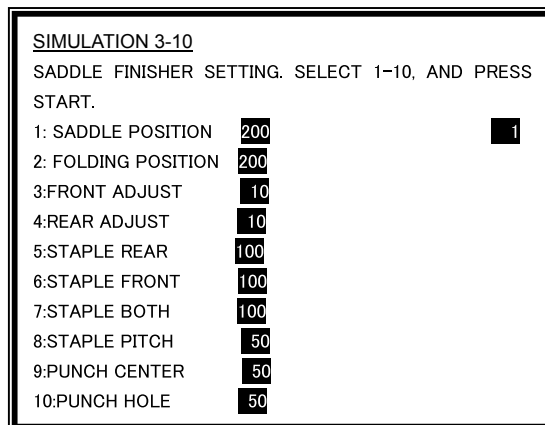 SIMULATION 3-10
SADDLE FINISHER SETTING. SELECT 1-10, AND PRESS
START.
1: SADDLE POSITION 200 1
2: FOLDING POSITION 200
3:FRONT ADJUST 10
4:REAR ADJUST 10
5:STAPLE REAR 100
6:STAPLE FRONT 100
7:STAPLE BOTH 100
8:STAPLE PITCH 50
9:PUNCH CENTER 50
10:PUNCH HOLE 50